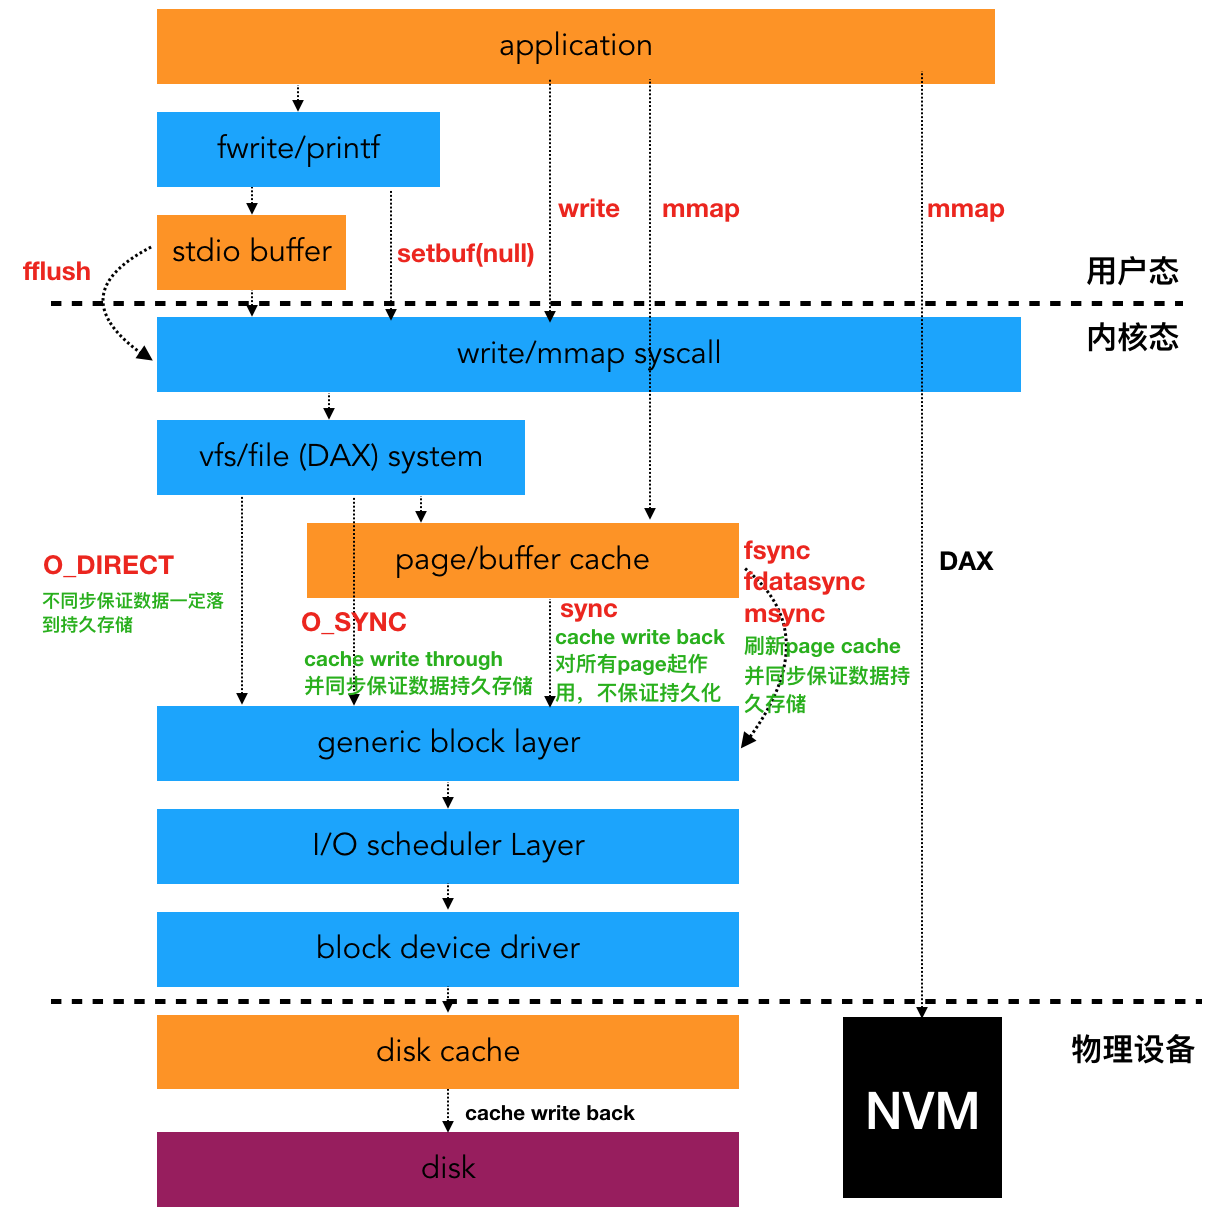 application
fwrite/printf
write
mmap
mmap
stdio buffer
setbuf(null)
fflush
用户态
内核态
write/mmap syscall
vfs/file (DAX) system
O_DIRECT
不同步保证数据一定落
到持久存储
page/buffer cache
fsync
fdatasync
msync
刷新page cache
并同步保证数据持
久存储
DAX
O_SYNC
cache write through
并同步保证数据持久存储
sync
cache write back
对所有page起作
用，不保证持久化
generic block layer
I/O scheduler Layer
block device driver
物理设备
disk cache
NVM
cache write back
disk